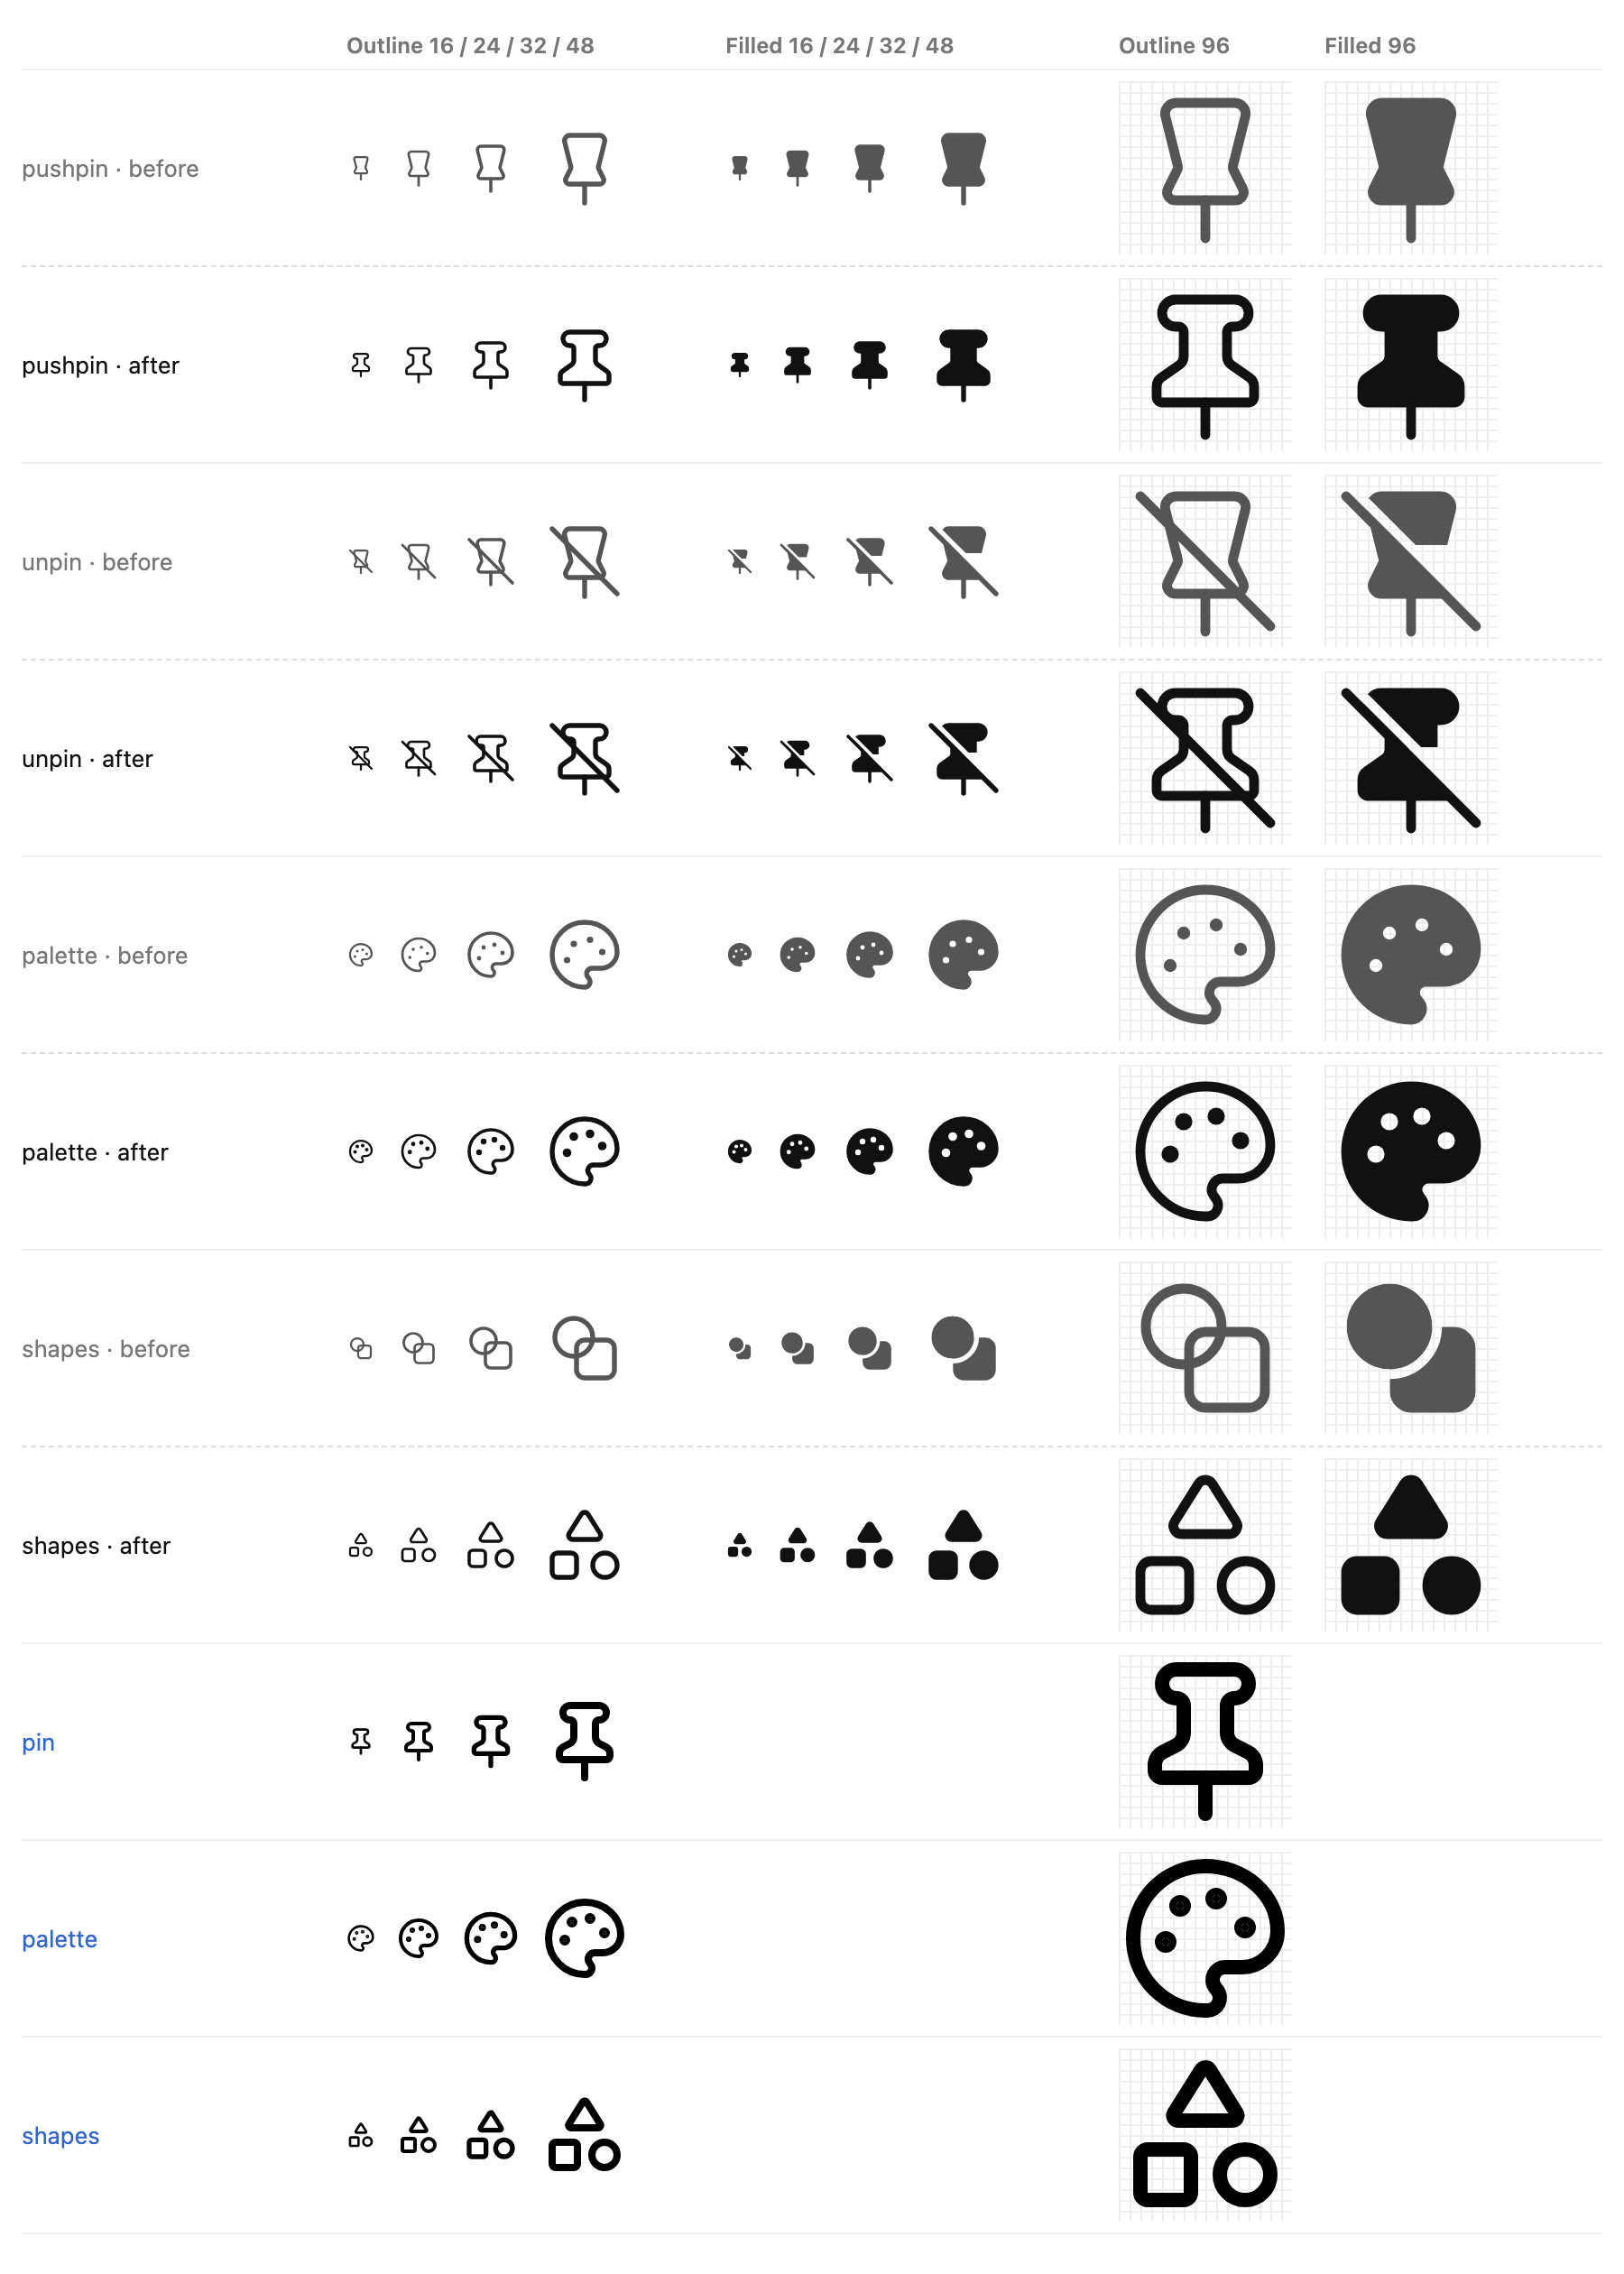 Outline 16 / 24 / 32 / 48 Filled 16 / 24 / 32 / 48 Outline 96 Filled 96
pushpin · before
pushpin · after
unpin · before
unpin · after
palette · before
palette · after
shapes · before
shapes · after
pin
palette
shapes